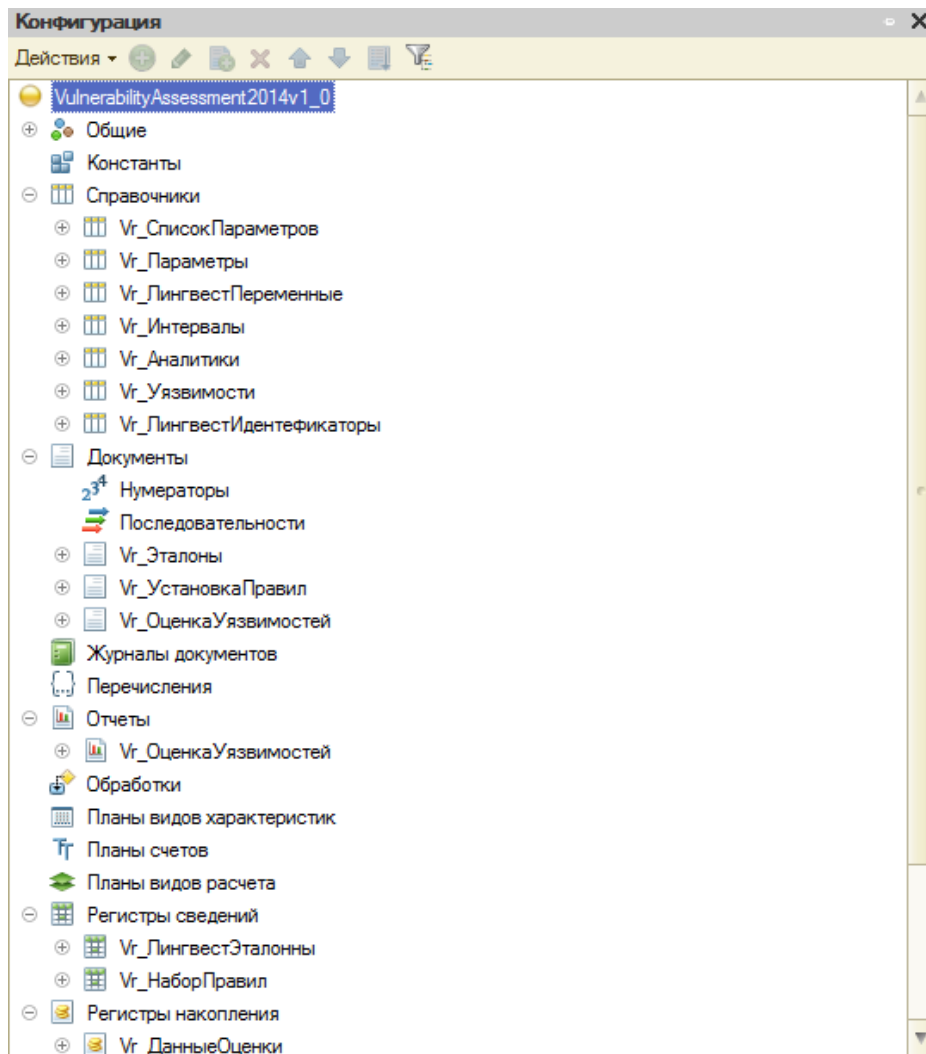 Конфигурация
Действия
VulnerabilityAssessment2014v1_0
Общие
Константы
Справочники
Vr_СписокПараметров
Vr_Параметры
Vr_ЛингвестПеременные
Vr_Интервалы
Vr_Аналитики
Vr_Уязвимости
Vr_ЛингвестИдентефикаторы
Документы
Нумераторы
Последовательности
Vr_Эталоны
Vr_УстановкаПравил
Vr_ОценкаУязвимостей
Журналы документов
Перечисления
Отчеты
Vr_ОценкаУязвимостей
Обработки
Планы видов характеристик
Планы счетов
Планы видов расчета
Регистры сведений
Vr_ЛингвестЭталонны
Vr_НаборПравил
Регистры накопления
Vr_ДанныеОценки